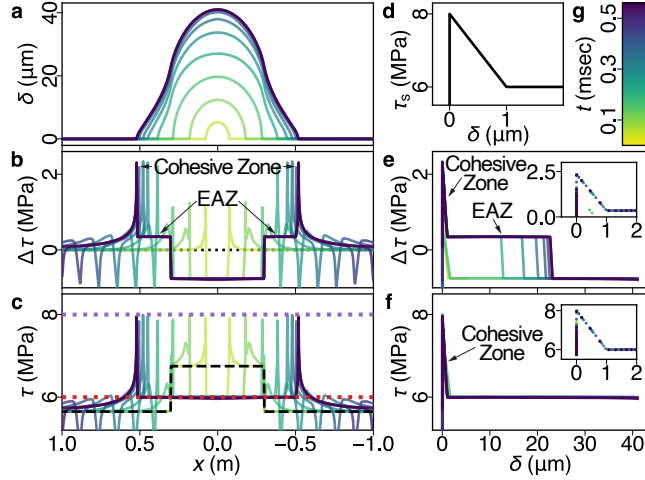 a
40
20
0
δ (μm)
d
8
6
τs (MPa)
0
1
δ (μm)
g
t (msec)
0.5
0.3
0.1
b
2
0
Δτ (MPa)
Cohesive Zone
EAZ
e
2
0
Δτ (MPa)
Cohesive
Zone
EAZ
2.5
0.0
0
1
2
c
8
6
τ (MPa)
1.0
0.5
0.0
−0.5
−1.0
x (m)
f
8
6
τ (MPa)
Cohesive
Zone
8
6
0
1
2
0
20
40
δ (μm)